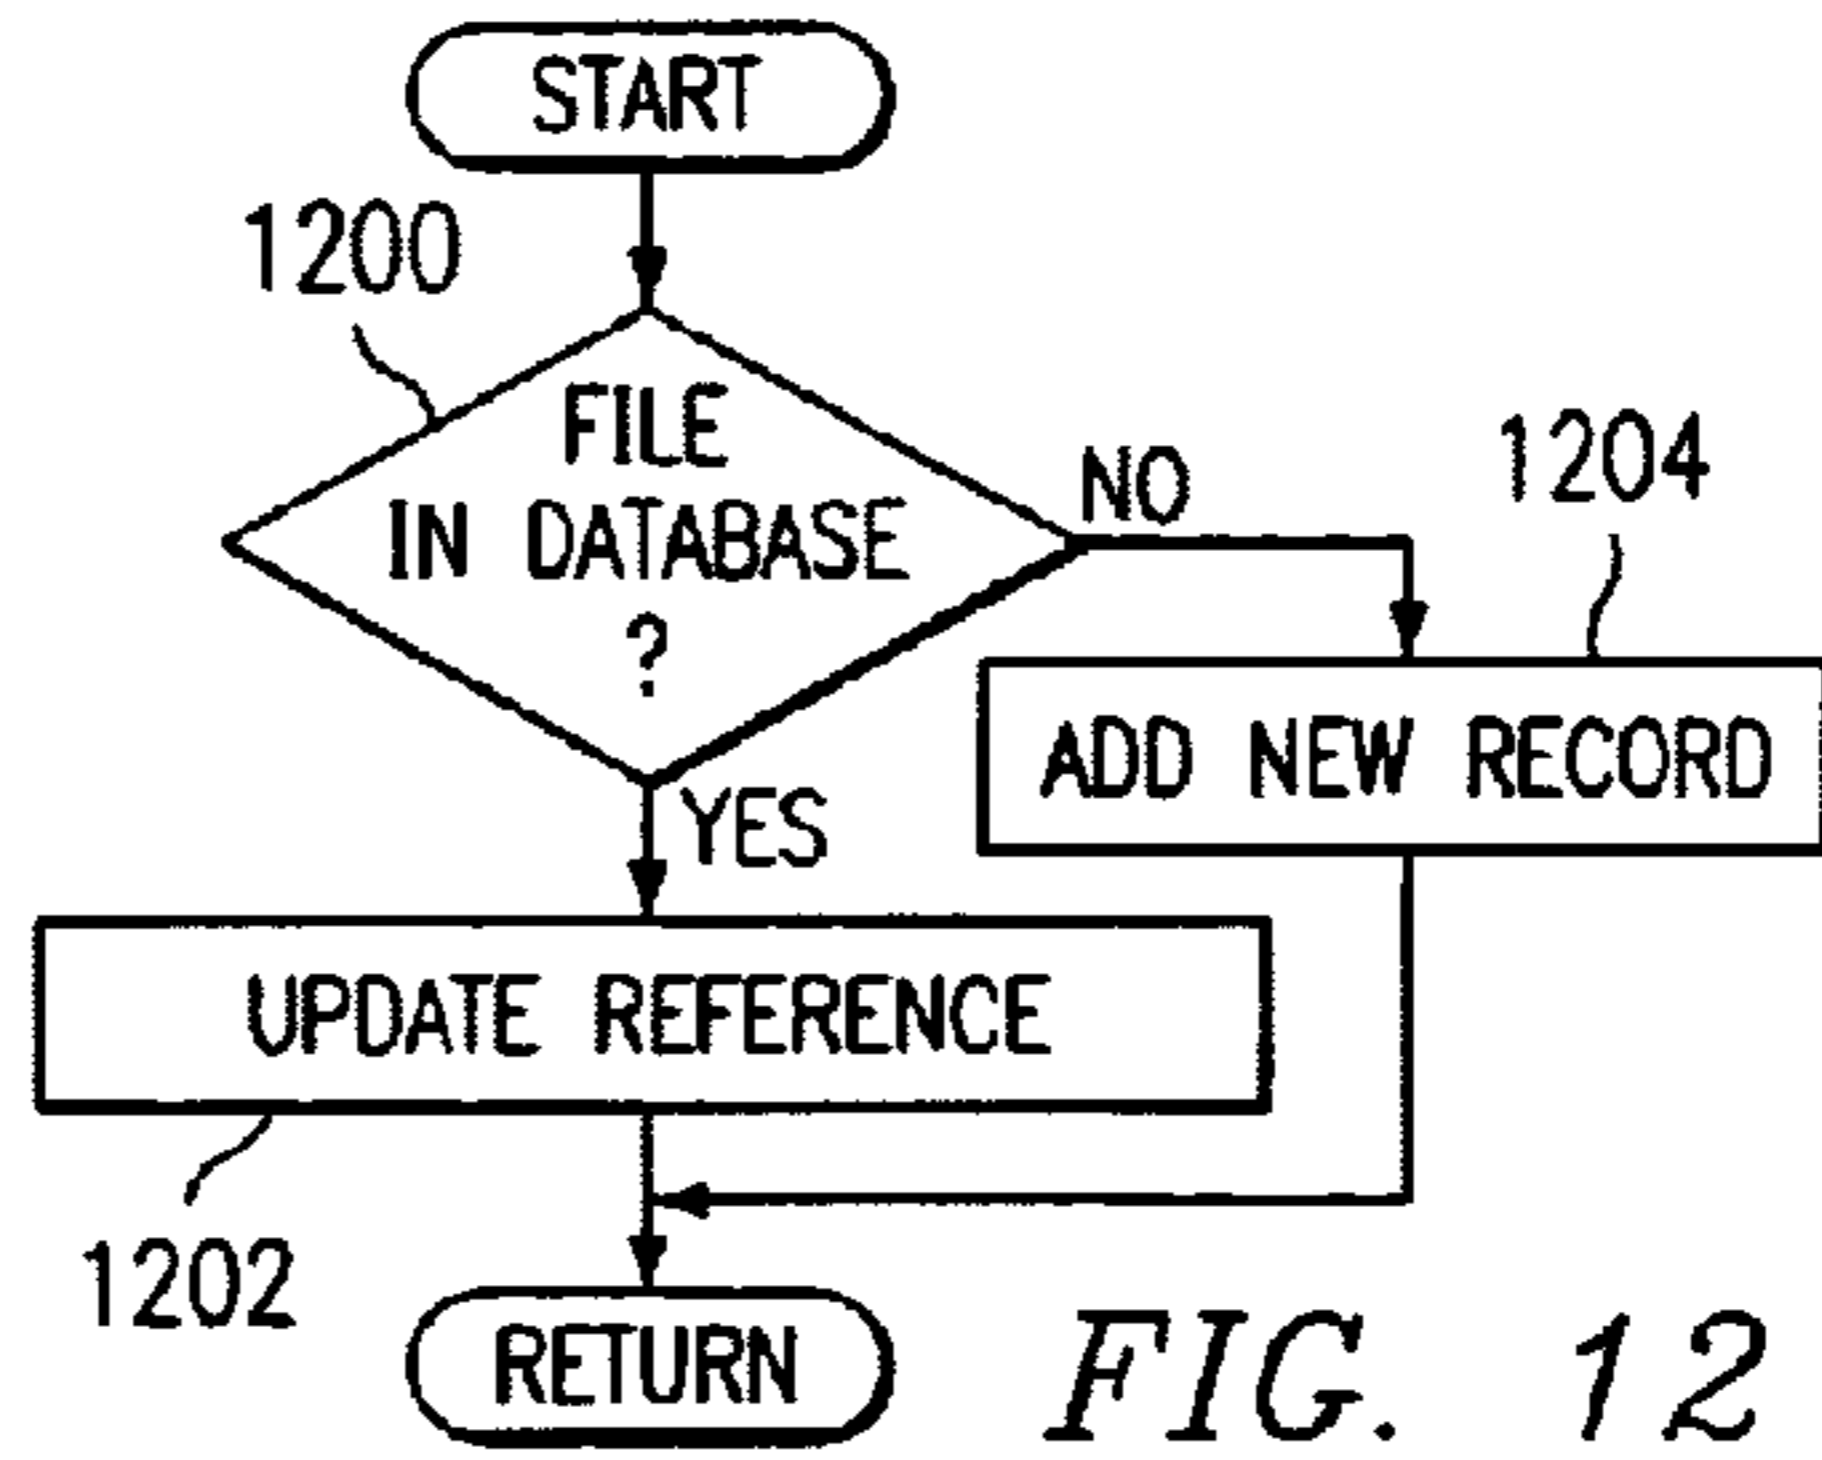 START
1200
FILE
IN DATABASE
?
NO
1204
ADD NEW RECORD
YES
UPDATE REFERENCE
1202
RETURN
FIG. 12